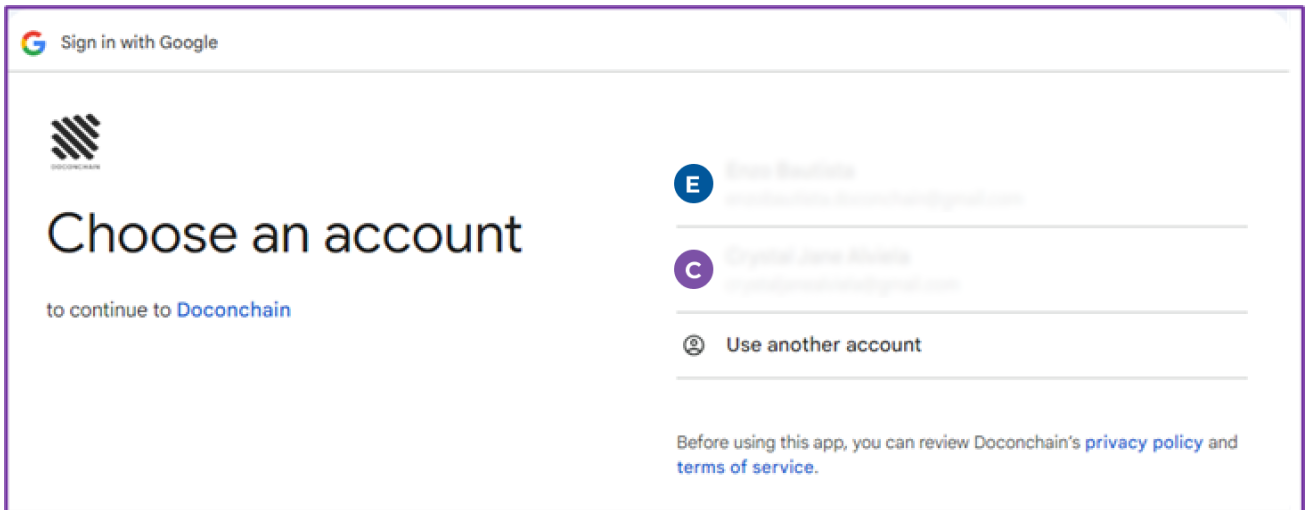 Sign in with Google
DOCONCHAIN
Choose an account
to continue to Doconchain
E
C
Use another account
Before using this app, you can review Doconchain's privacy policy and
terms of service.